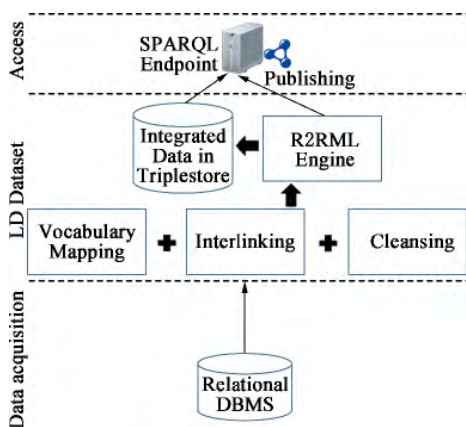 Access
SPARQL
Endpoint
Publishing
LD Dataset
Integrated
Data in
Triplestore
R2RML
Engine
Vocabulary
Mapping
Interlinking
Cleansing
Data acquisition
Relational
DBMS